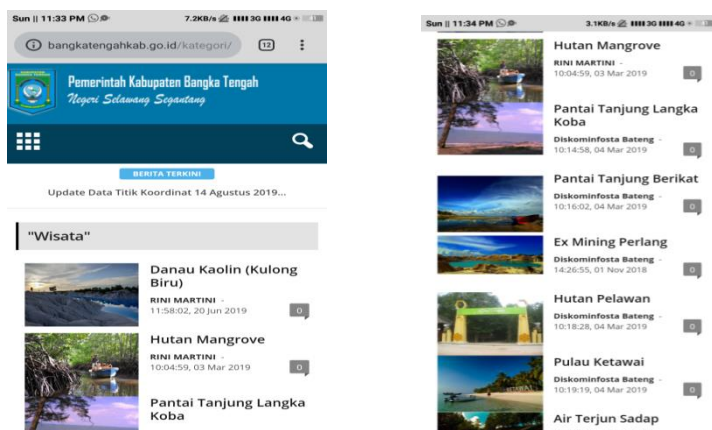 Sun || 11:33 PM
7.2KB/s 3G 4G
bangkatengahkab.go.id/kategori/ 12
Pemerintah Kabupaten Bangka Tengah
Negeri Selawang Segantang
BERITA TERKINI
Update Data Titik Koordinat 14 Agustus 2019...
"Wisata"
Danau Kaolin (Kulong
Biru)
RINI MARTINI -
11:58:02, 20 Jun 2019 0
Hutan Mangrove
RINI MARTINI -
10:04:59, 03 Mar 2019 0
Pantai Tanjung Langka
Koba
Sun || 11:34 PM
3.1KB/s 3G 4G
Hutan Mangrove
RINI MARTINI -
10:04:59, 03 Mar 2019 0
Pantai Tanjung Langka
Koba
Diskominfosta Bateng -
10:14:58, 04 Mar 2019 0
Pantai Tanjung Berikat
Diskominfosta Bateng -
10:16:02, 04 Mar 2019 0
Ex Mining Perlang
Diskominfosta Bateng -
14:26:55, 01 Nov 2018 0
Hutan Pelawan
Diskominfosta Bateng -
10:18:28, 04 Mar 2019 0
Pulau Ketawai
Diskominfosta Bateng -
10:19:19, 04 Mar 2019 0
Air Terjun Sadap